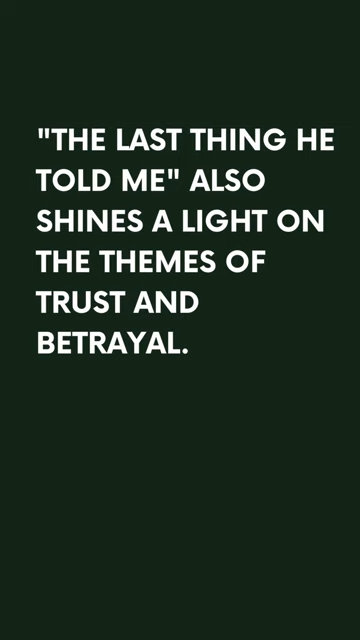 "THE LAST THING HE
TOLD ME" ALSO
SHINES A LIGHT ON
THE THEMES OF
TRUST AND
BETRAYAL.